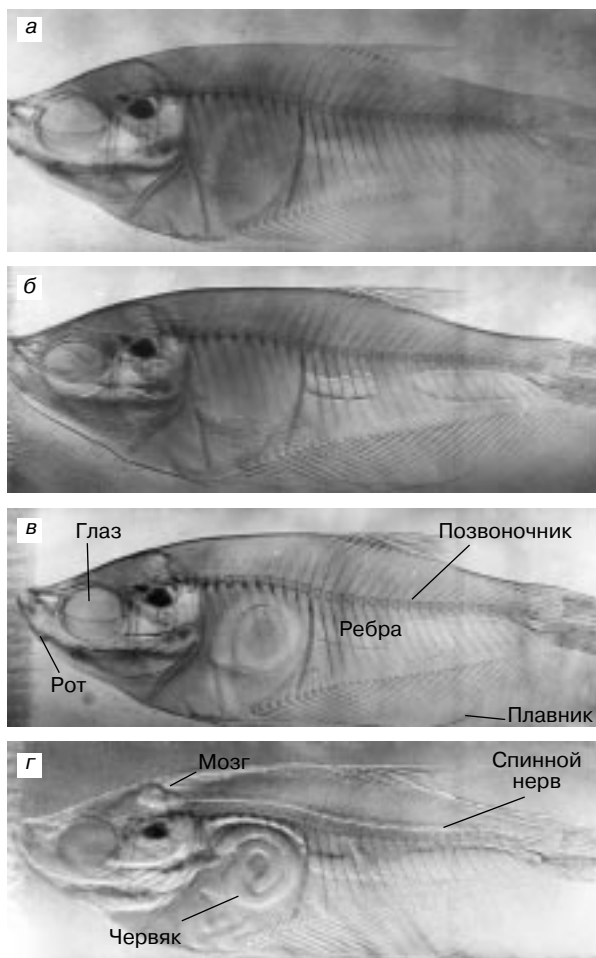 а
б
в
Глаз
Позвоночник
Ребра
Рот
Плавник
г
Мозг
Спинной
нерв
Червяк